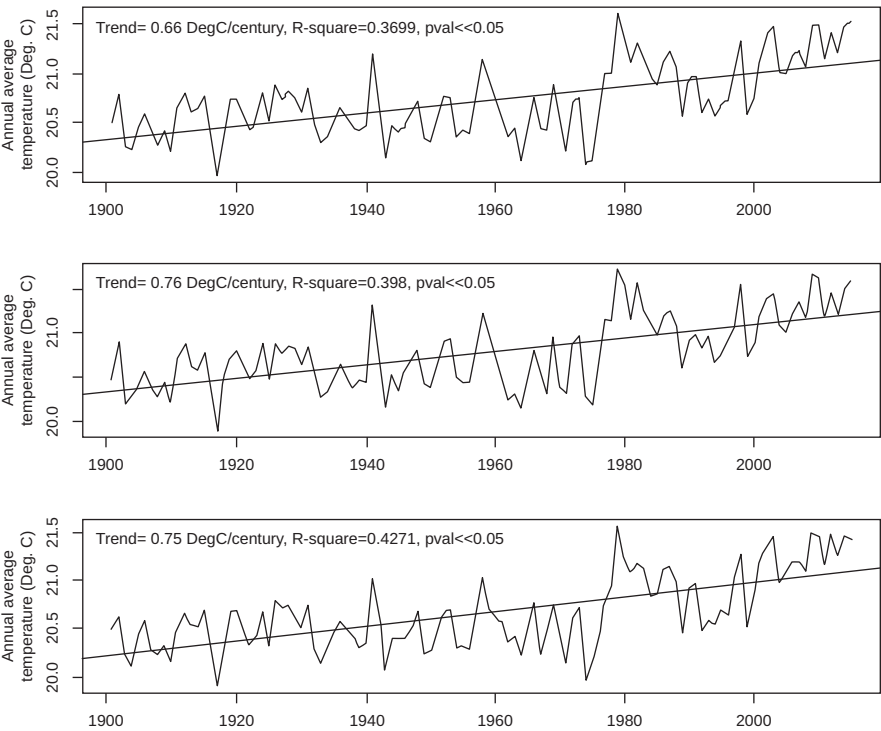 Trend= 0.66 DegC/century, R-square=0.3699, pval<<0.05
Annual average
temperature (Deg. C)
21.5
21.0
20.5
20.0
1900 1920 1940 1960 1980 2000
Trend= 0.76 DegC/century, R-square=0.398, pval<<0.05
Annual average
temperature (Deg. C)
21.0
20.0
1900 1920 1940 1960 1980 2000
Trend= 0.75 DegC/century, R-square=0.4271, pval<<0.05
Annual average
temperature (Deg. C)
21.5
21.0
20.5
20.0
1900 1920 1940 1960 1980 2000